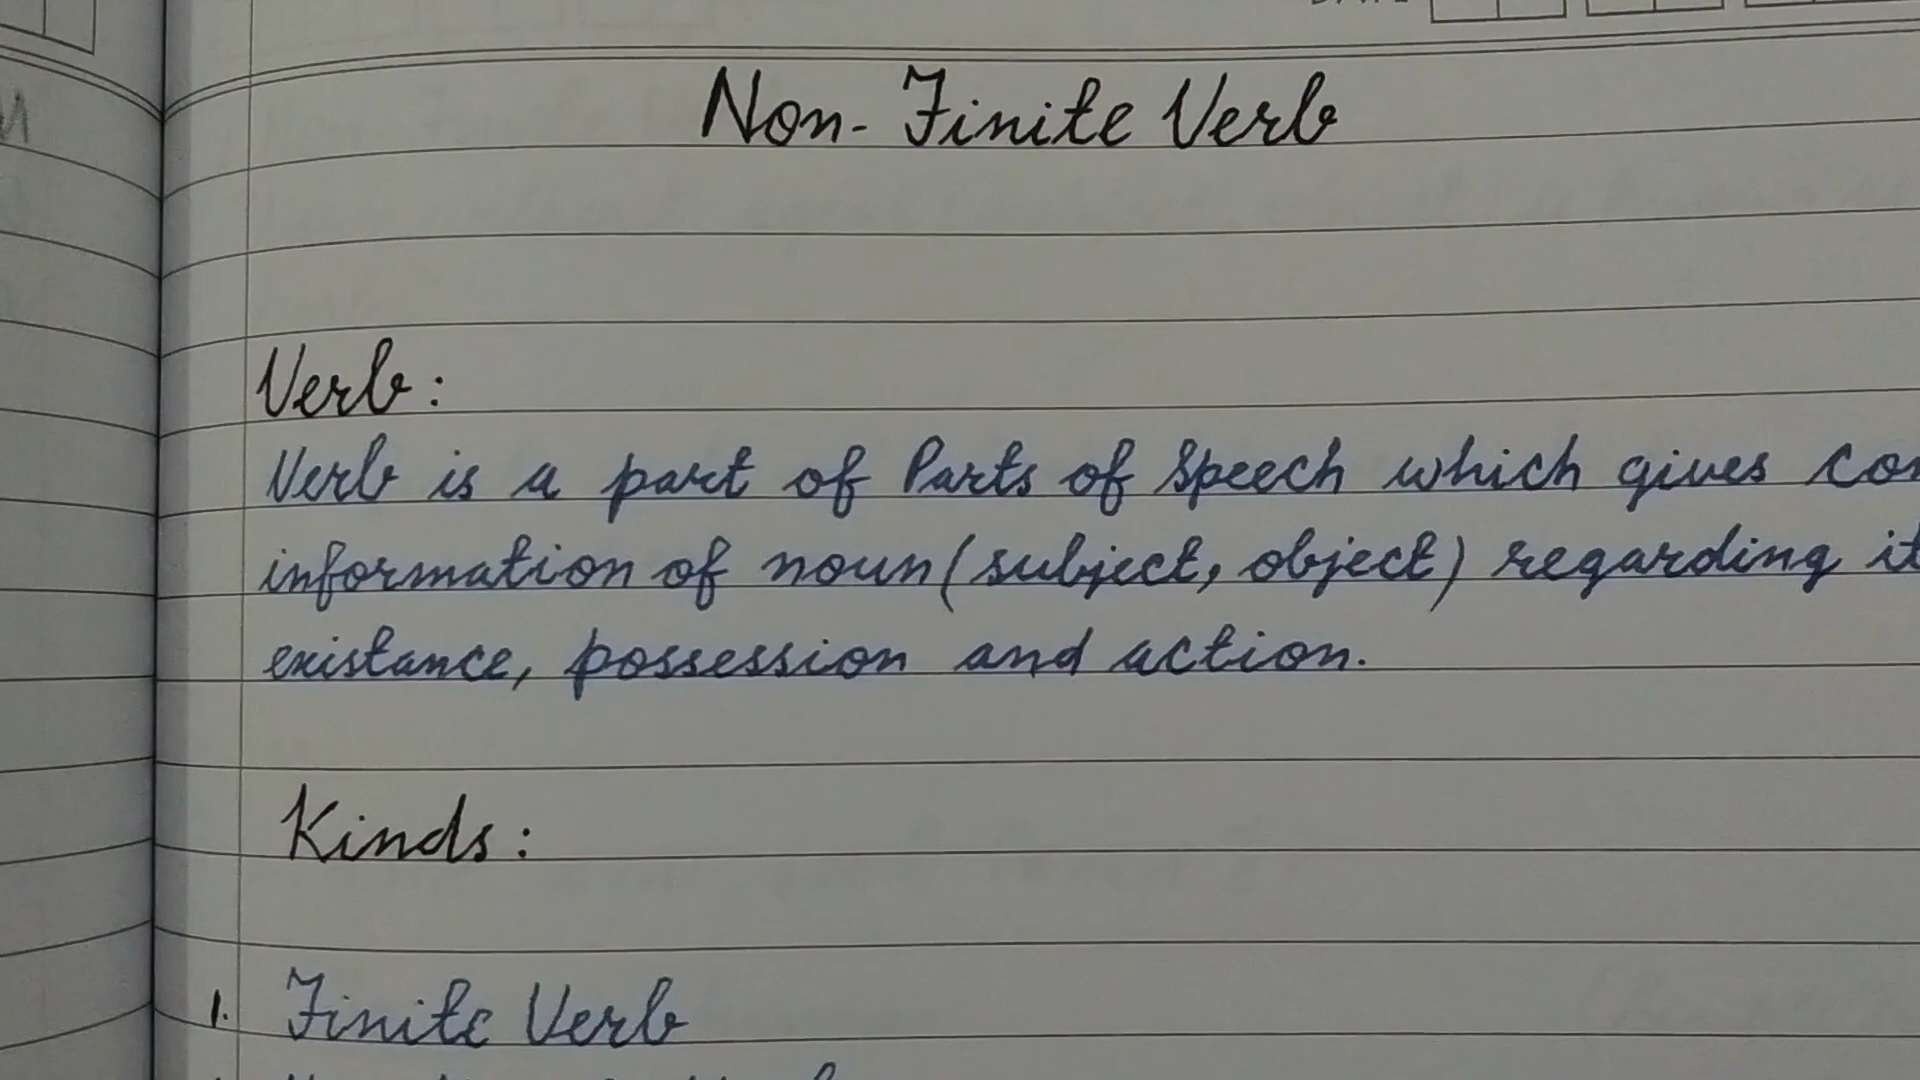 Non-Finite Verb
Verb:
Verb is a part of Parts of Speech which gives
information of noun (subject, object) regarding
existance, possession and action.
Kinds:
1. Finite Verb